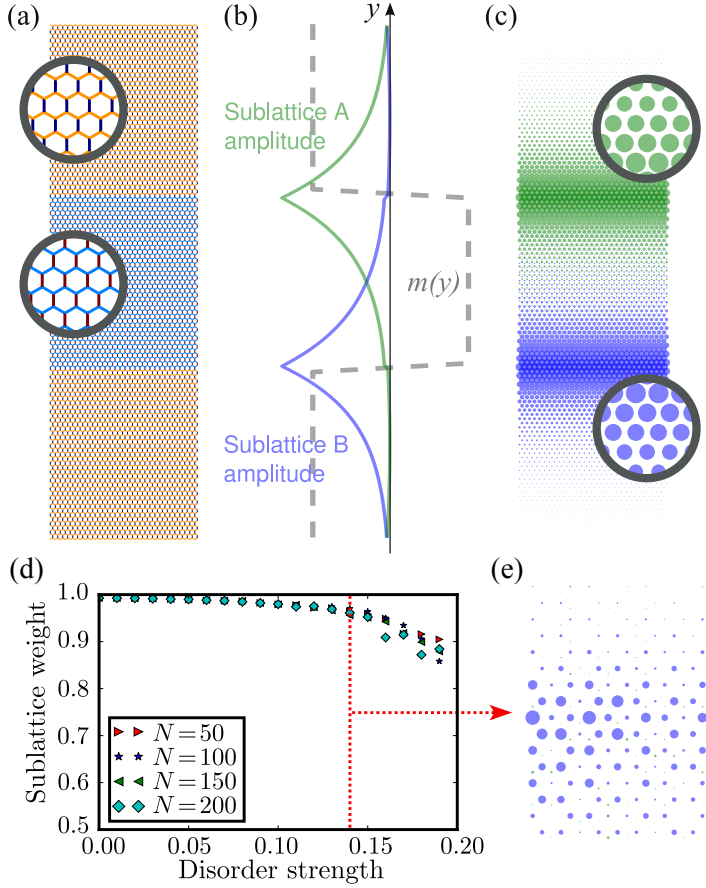 (a)
(b)
y
Sublattice A
amplitude
m(y)
Sublattice B
amplitude
(c)
(d)
Sublattice weight
1.0
0.9
0.8
0.7
0.6
0.5
N = 50
N = 100
N = 150
N = 200
0.00
0.05
0.10
0.15
0.20
Disorder strength
(e)